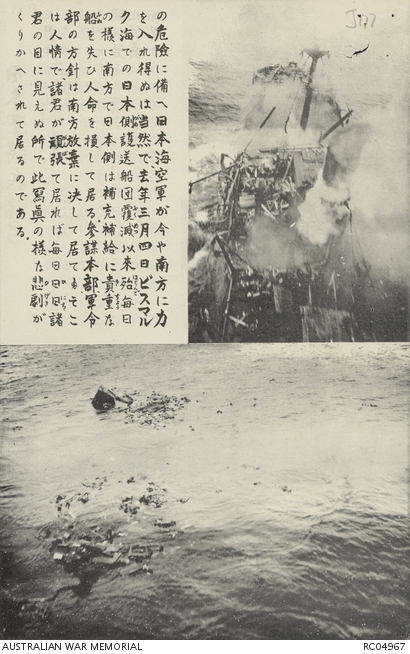 J177
の危險に備へ日本海空軍が今や南方に力
を入れ得ぬは当然で、去年三月四日ビスマル
ク海での日本側護送船団覆滅以来殆毎日
の様に南方で日本側は補充補給に貴重な
船を失ひ人命を損して居る參謀本部軍令
部の方針は南方放棄に決して居てもそこ
は人情で諸君が頑張て居れば毎日日日諸
君の目に見えぬ所で此寫眞の様な悲劇が
くりかへされて居るのである。
AUSTRALIAN WAR MEMORIAL
RC04967